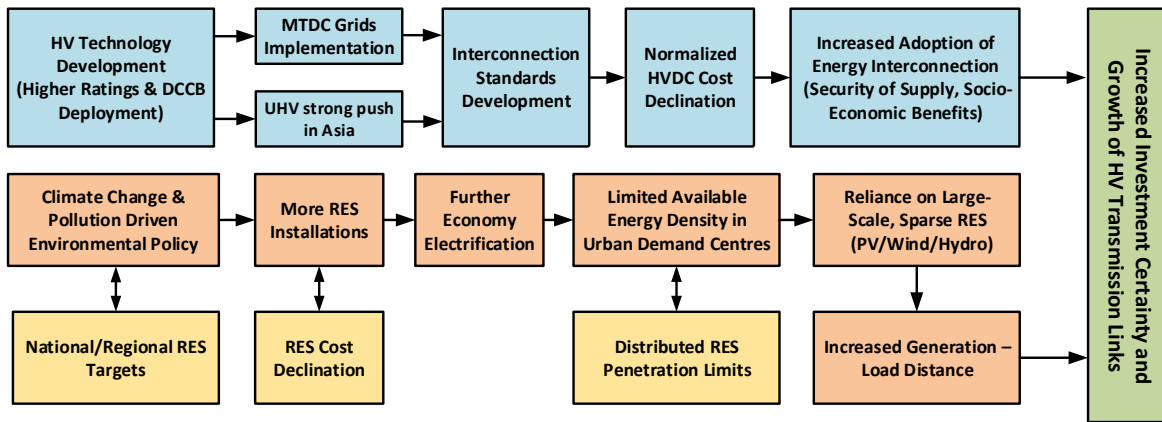 HV Technology
Development
(Higher Ratings & DCCB
Deployment)
MTDC Grids
Implementation
UHV strong push
in Asia
Interconnection
Standards
Development
Normalized
HVDC Cost
Declination
Increased Adoption of
Energy Interconnection
(Security of Supply, Socio-
Economic Benefits)
Increased Investment Certainty and
Growth of HV Transmission Links
Climate Change &
Pollution Driven
Environmental Policy
More RES
Installations
Further
Economy
Electrification
Limited Available
Energy Density in
Urban Demand Centres
Reliance on Large-
Scale, Sparse RES
(PV/Wind/Hydro)
National/Regional RES
Targets
RES Cost
Declination
Distributed RES
Penetration Limits
Increased Generation –
Load Distance